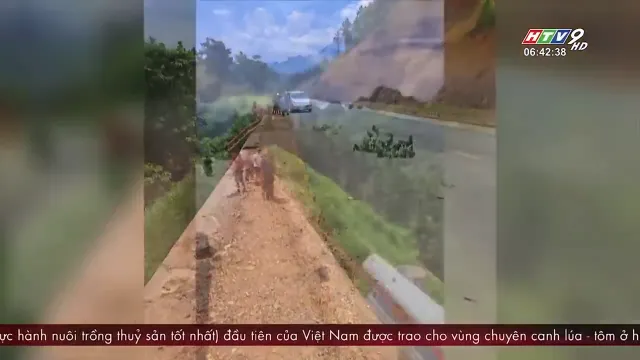 HTV9 HD
06:42:38
ực hành nuôi trồng thuỷ sản tốt nhất) đầu tiên của Việt Nam được trao cho vùng chuyên canh lúa - tôm ở h